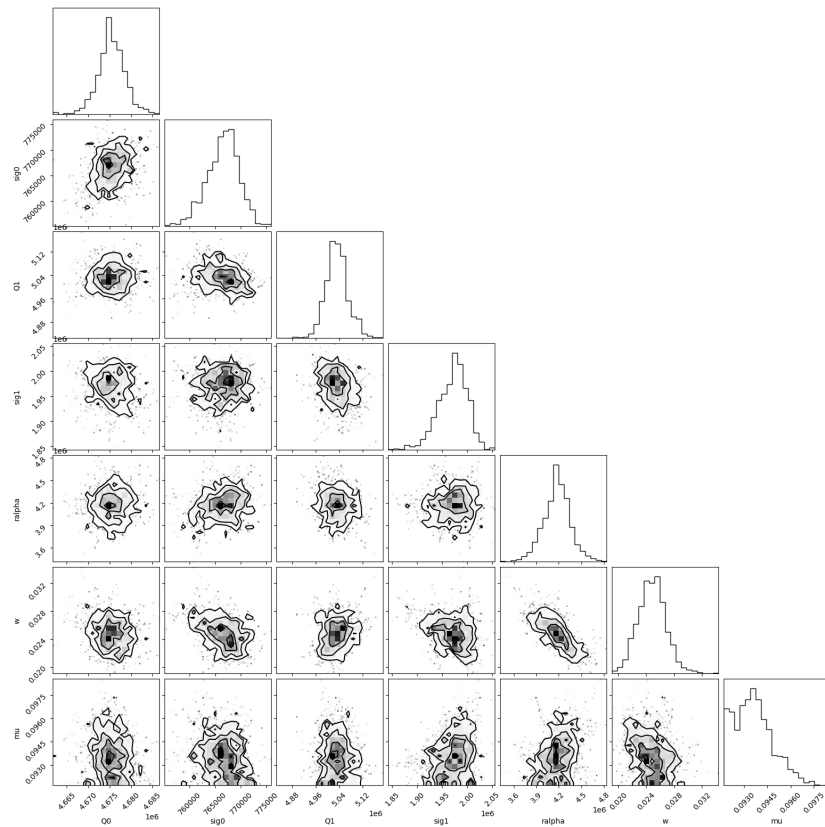 775000
770000
765000
760000
sig0
1e6
5.12
5.04
4.96
4.88
Q1
1e6
2.05
2.00
1.95
1.90
1.85
sig1
1e6
4.8
4.5
4.2
3.9
3.6
ralpha
0.032
0.028
0.024
0.020
w
0.0975
0.0960
0.0945
0.0930
mu
4.665 4.670 4.675 4.680 4.685
1e6
Q0
760000 765000 770000 775000
sig0
4.88 4.96 5.04 5.12
1e6
Q1
1.85 1.90 1.95 2.00 2.05
1e6
sig1
3.6 3.9 4.2 4.5 4.8
ralpha
0.020 0.024 0.028 0.032
w
0.0930 0.0945 0.0960 0.0975
mu